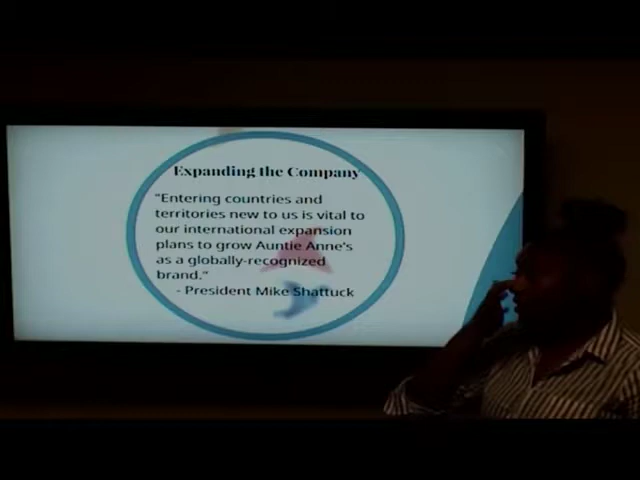 Expanding the Company
"Entering countries and
territories new to us is vital to
our international expansion
plans to grow Auntie Anne's
as a globally-recognized
brand."
- President Mike Shattuck